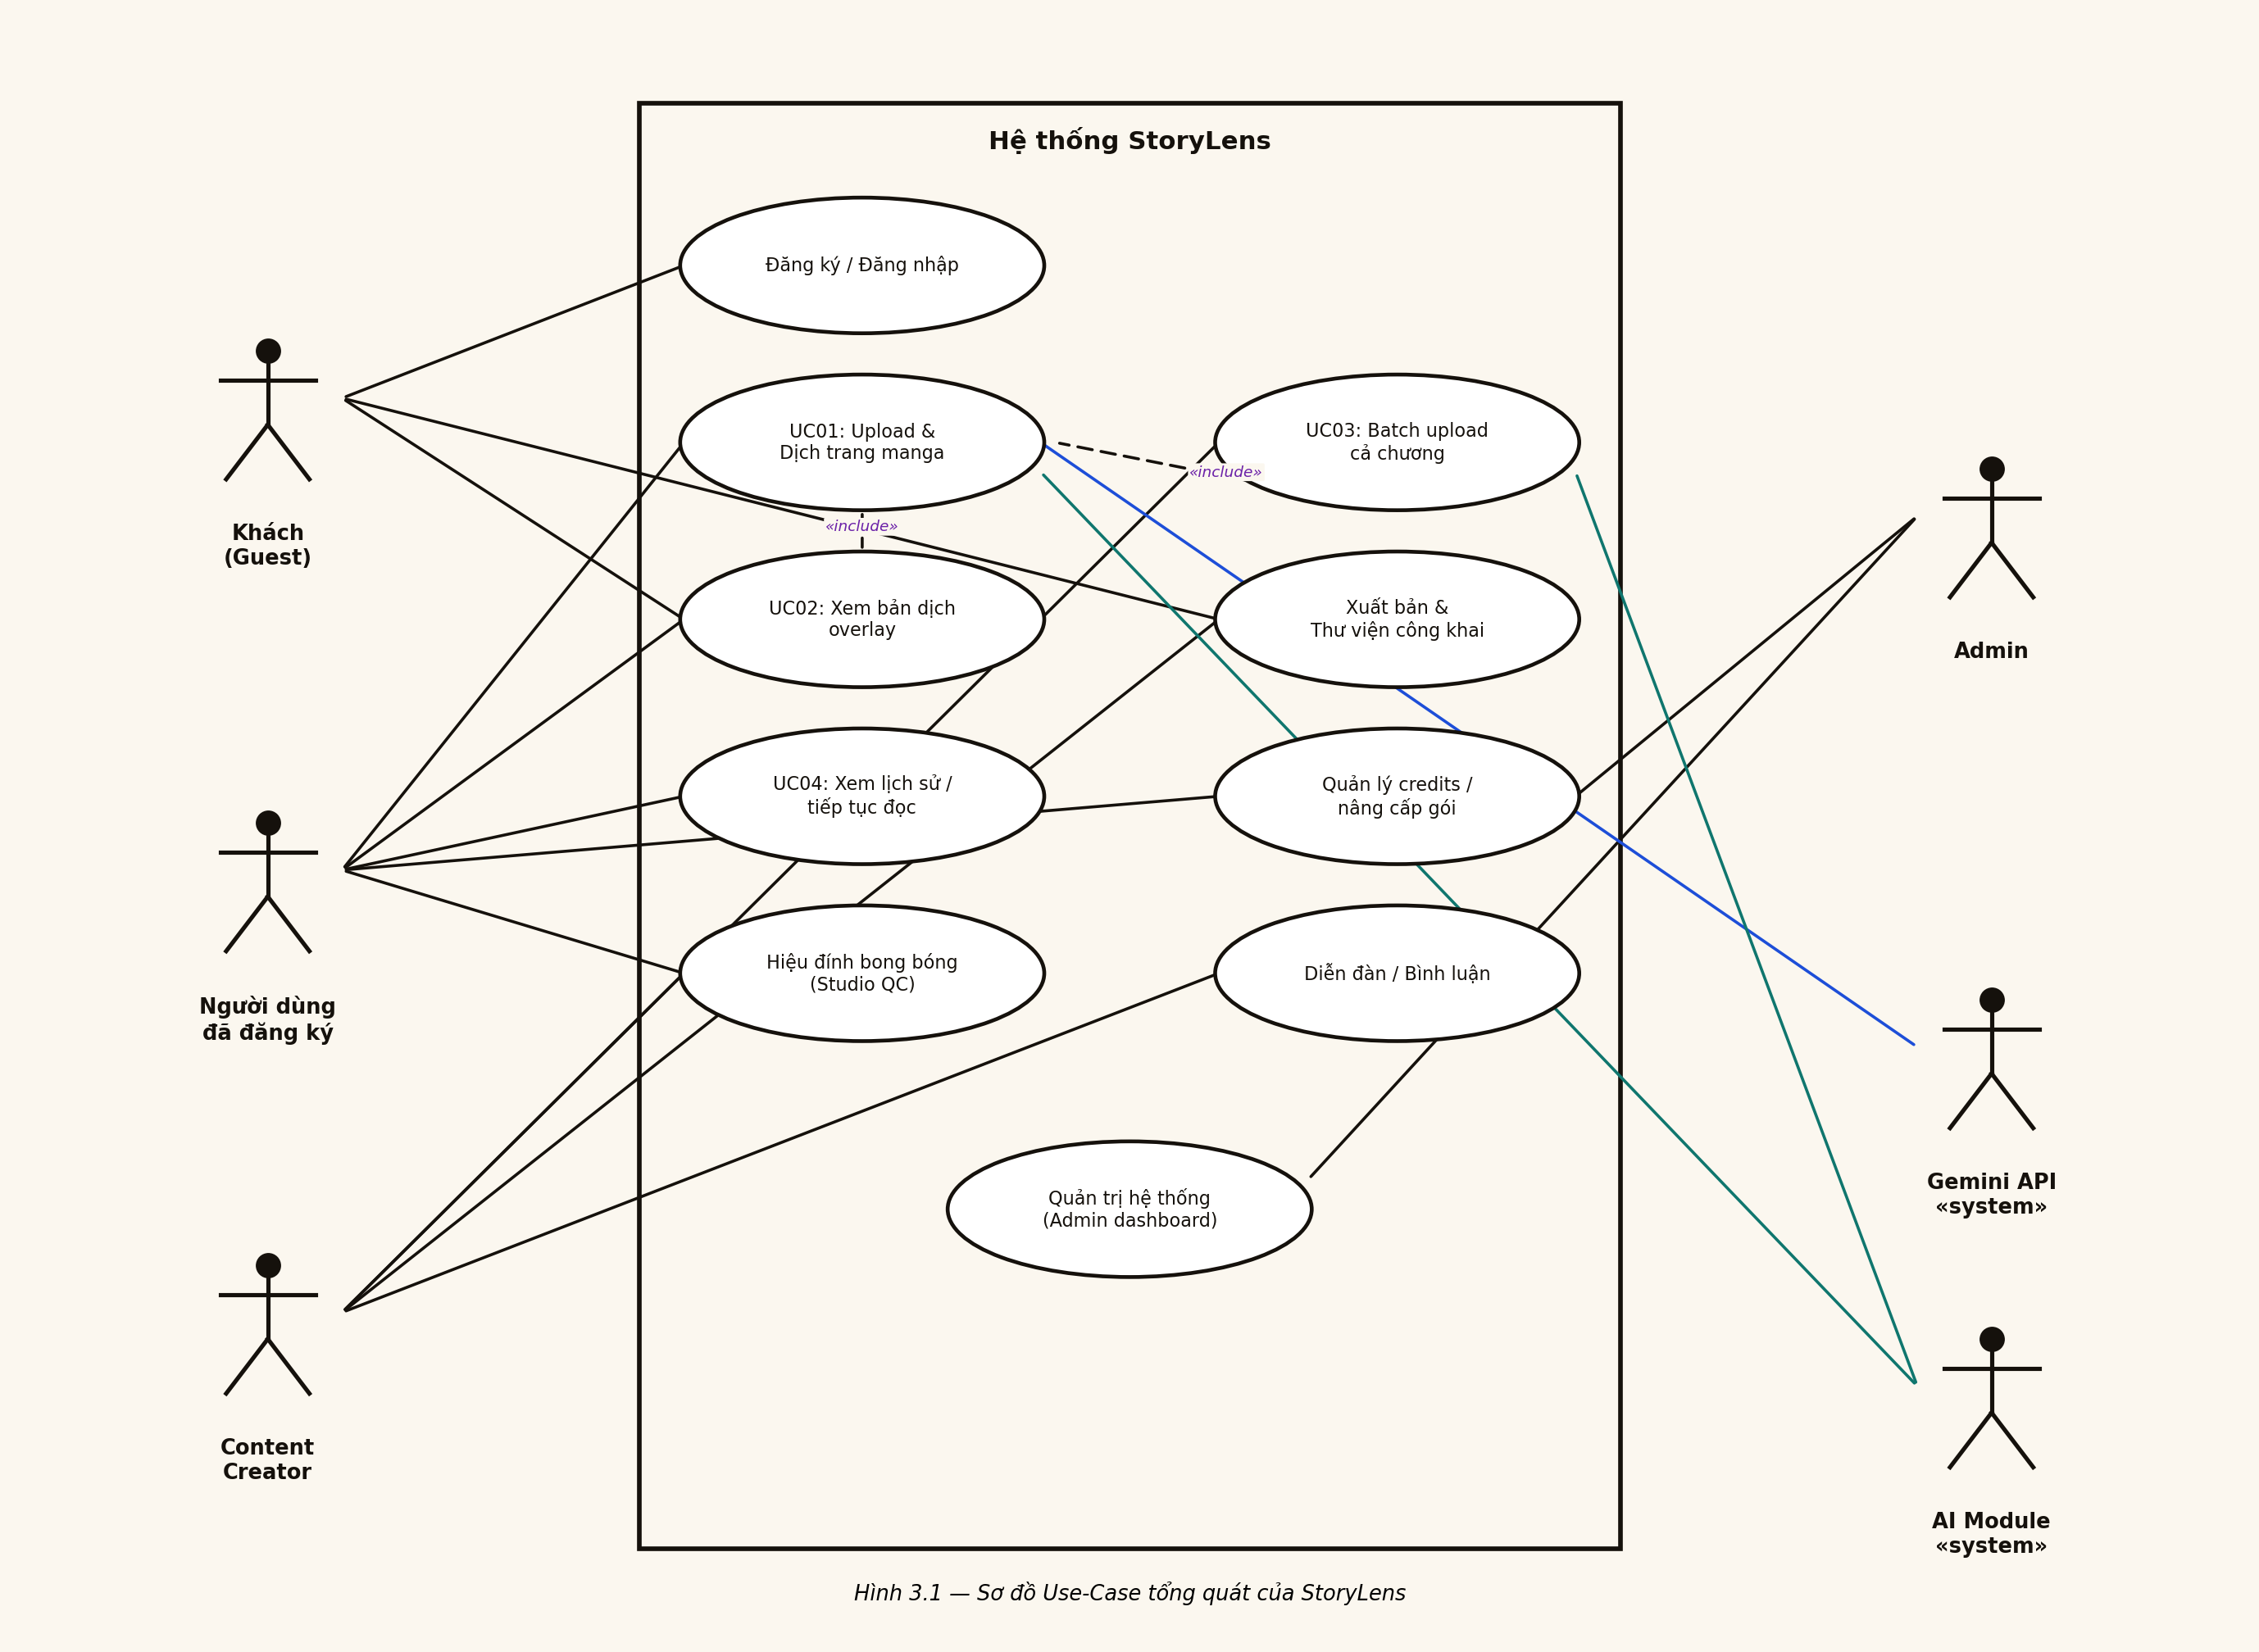 Hệ thống StoryLens
Đăng ký / Đăng nhập
UC01: Upload &
Dịch trang manga
UC03: Batch upload
cả chương
«include»
«include»
UC02: Xem bản dịch
overlay
Xuất bản &
Thư viện công khai
UC04: Xem lịch sử /
tiếp tục đọc
Quản lý credits /
nâng cấp gói
Hiệu đính bong bóng
(Studio QC)
Diễn đàn / Bình luận
Quản trị hệ thống
(Admin dashboard)
Khách
(Guest)
Người dùng
đã đăng ký
Content
Creator
Admin
Gemini API
«system»
AI Module
«system»
Hình 3.1 — Sơ đồ Use-Case tổng quát của StoryLens